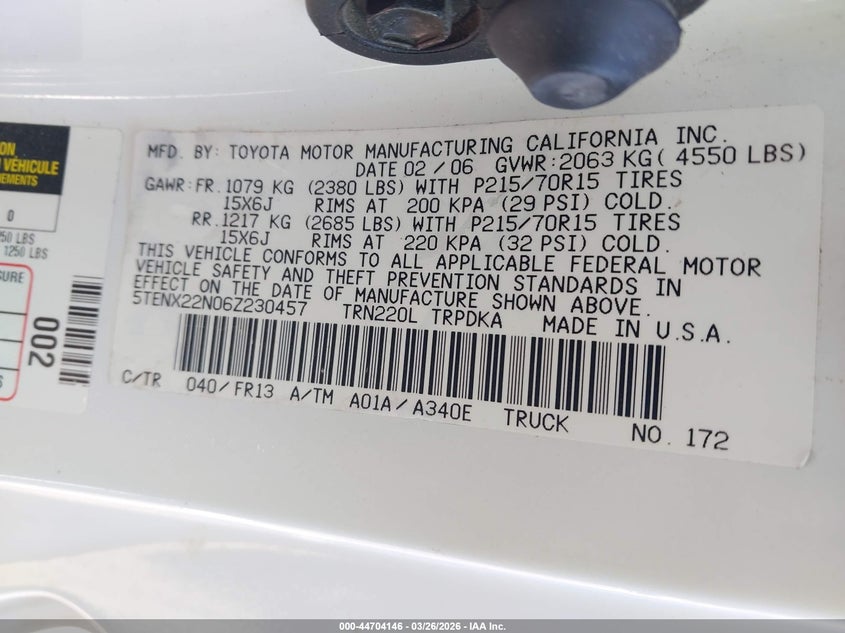 ON
N VÉHICULE
NEMENTS
0
250 LBS
1250 LBS
SURE
S
002
MFD. BY: TOYOTA MOTOR MANUFACTURING CALIFORNIA INC.
DATE 02/06 GVWR:2063 KG( 4550 LBS)
GAWR:FR.1079 KG (2380 LBS) WITH P215/70R15 TIRES
15X6J RIMS AT 200 KPA (29 PSI) COLD.
RR.1217 KG (2685 LBS) WITH P215/70R15 TIRES
15X6J RIMS AT 220 KPA (32 PSI) COLD.
THIS VEHICLE CONFORMS TO ALL APPLICABLE FEDERAL MOTOR
VEHICLE SAFETY AND THEFT PREVENTION STANDARDS IN
EFFECT ON THE DATE OF MANUFACTURE SHOWN ABOVE.
5TENX22N06Z230457 TRN220L TRPDKA MADE IN U.S.A.
C/TR 040/FR13 A/TM A01A/A340E TRUCK NO. 172
000-44704146 - 03/26/2026 - IAA Inc.